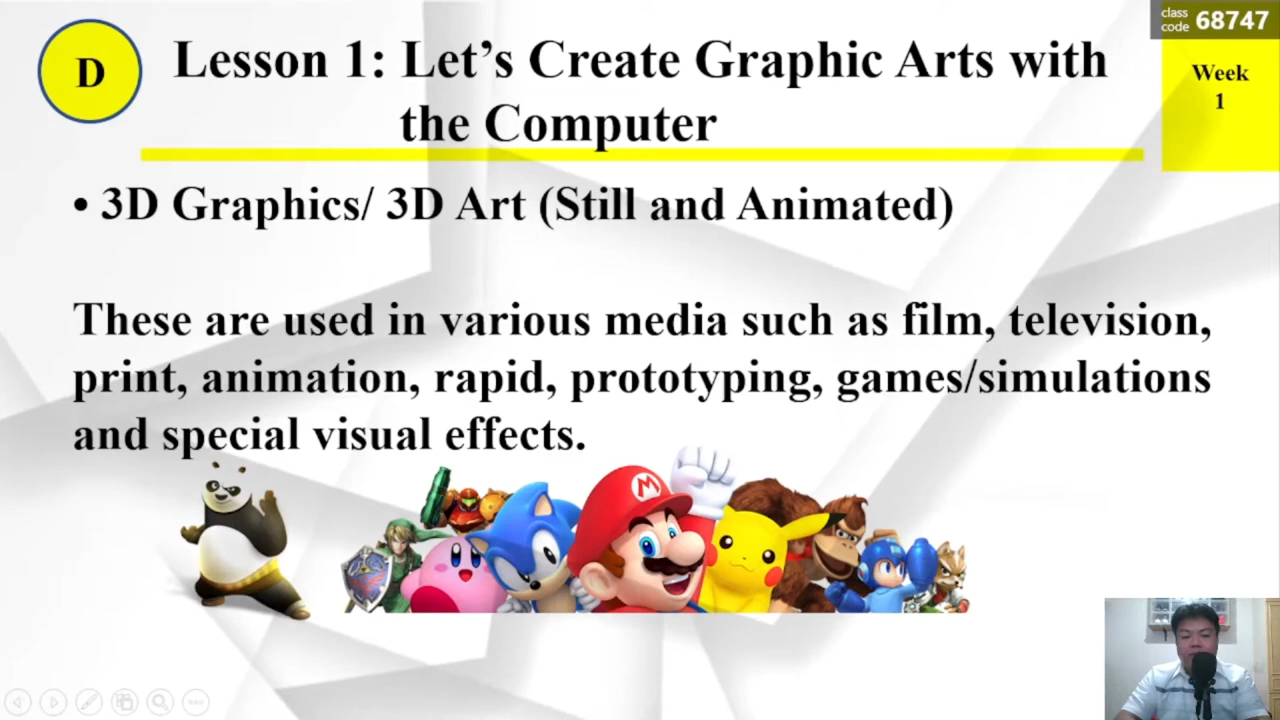 class
code 68747
D
Lesson 1: Let’s Create Graphic Arts with
the Computer
Week
1
• 3D Graphics/ 3D Art (Still and Animated)
These are used in various media such as film, television,
print, animation, rapid, prototyping, games/simulations
and special visual effects.
M